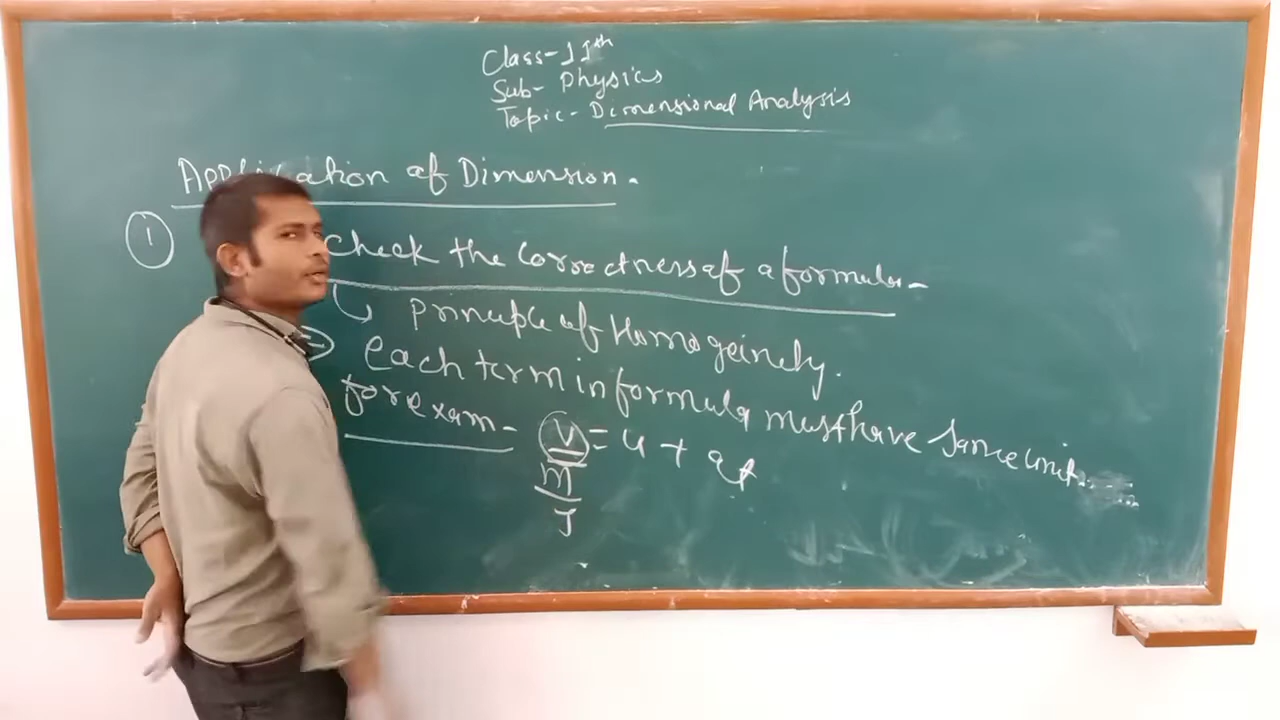 Class-11th
Sub- Physics
Topic- Dimensional Analysis
Application of Dimension.
1 check the correctness of a formula-
principle of Homogeinety.
each term in formula must have same unit....
for exam- V = u + at
m
s